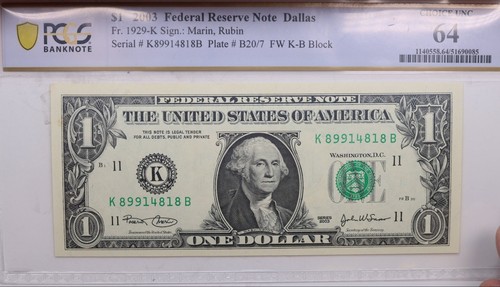 $1 2003 Federal Reserve Note Dallas
Fr. 1929-K Sign.: Marin, Rubin
Serial # K89914818B Plate # B20/7 FW K-B Block
PCGS
BANKNOTE
CHOICE UNC
64
1140558.64/51690085
FEDERAL RESERVE NOTE
THE UNITED STATES OF AMERICA
THIS NOTE IS LEGAL TENDER
FOR ALL DEBTS, PUBLIC AND PRIVATE
K 89914818 B
WASHINGTON, D.C.
11
11
K
ONE
K 89914818 B
11
11
SERIES
2003
1
1
1
1
ONE DOLLAR